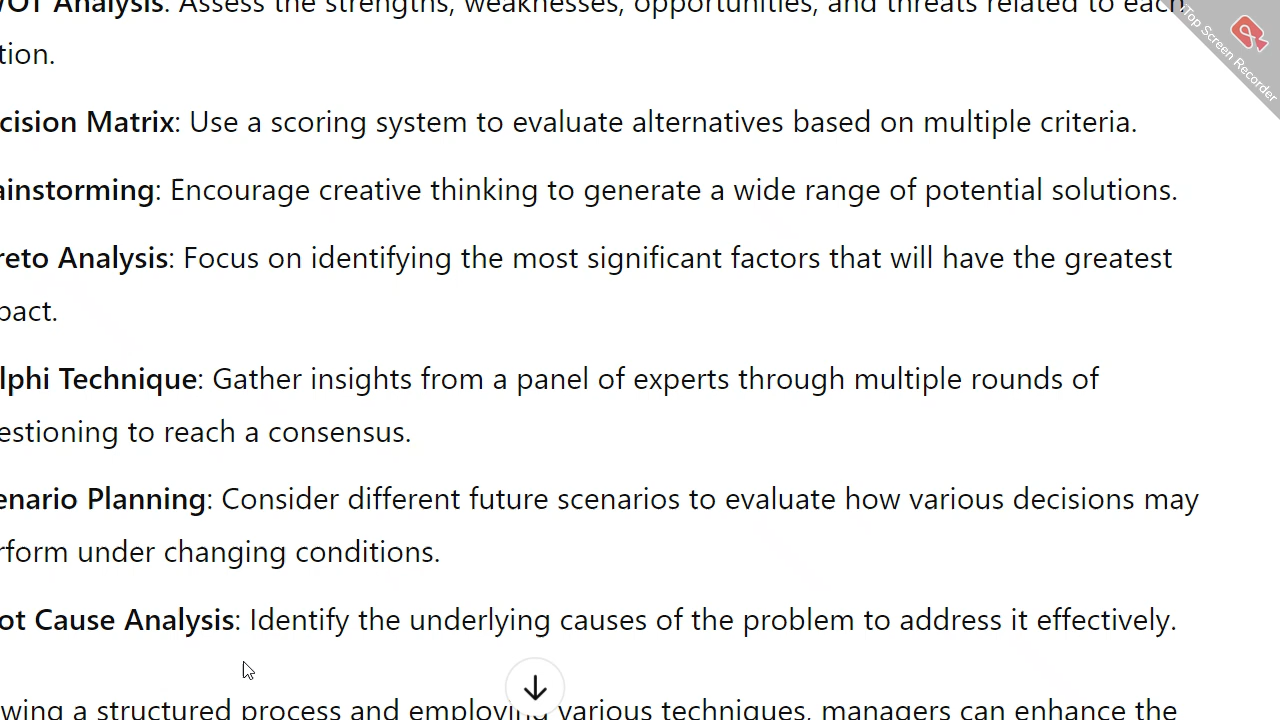 /OT Analysis: Assess the strengths, weaknesses, opportunities, and threats related to each
tion.
cision Matrix: Use a scoring system to evaluate alternatives based on multiple criteria.
ainstorming: Encourage creative thinking to generate a wide range of potential solutions.
reto Analysis: Focus on identifying the most significant factors that will have the greatest
pact.
lphi Technique: Gather insights from a panel of experts through multiple rounds of
estioning to reach a consensus.
enario Planning: Consider different future scenarios to evaluate how various decisions may
rform under changing conditions.
ot Cause Analysis: Identify the underlying causes of the problem to address it effectively.
wing a structured process and employing various techniques, managers can enhance the
iTop Screen Recorder